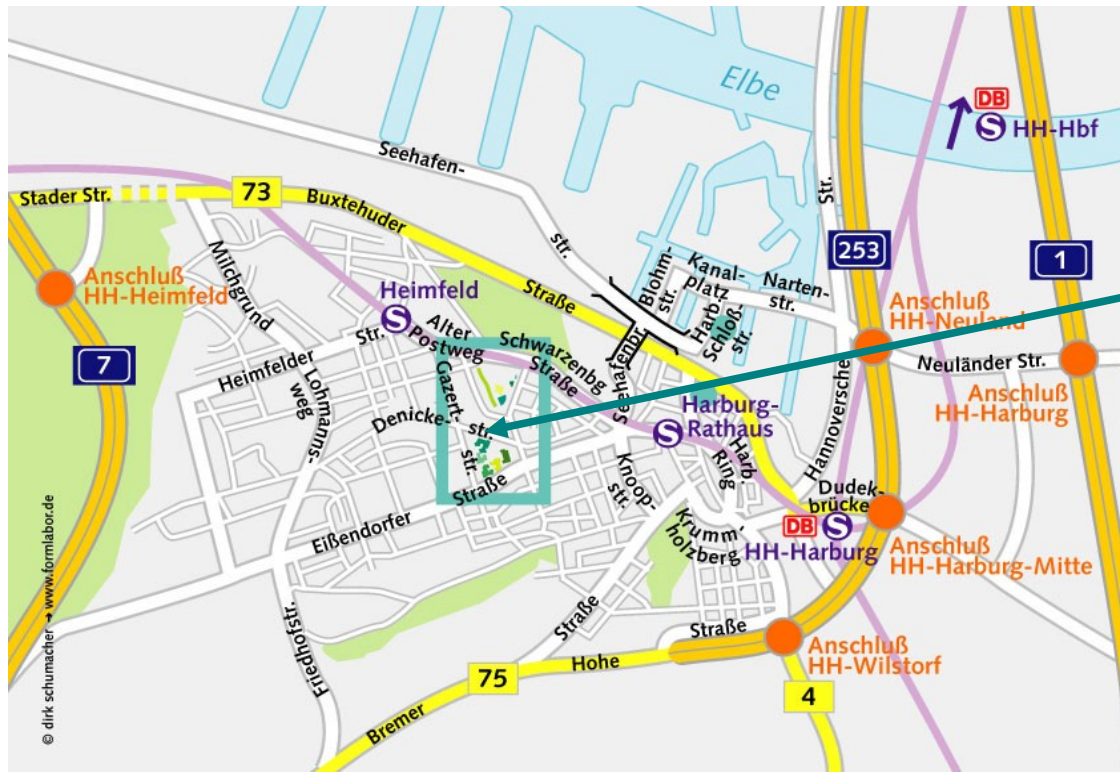 Elbe
DB
S HH-Hbf
Seehafen-
str.
Stader Str.
73
Buxtehuder
Straße
Milchgrund
Anschluß
HH-Heimfeld
7
Heimfeld
S
Alter
Postweg
Schwarzenbg
Straße
Seehafenbr.
Blohm-
str.
Kanal-
platz
Harb.
Schloß-
str.
Narten-
str.
Hannoversche
Str.
253
1
Anschluß
HH-Neuland
Neuländer Str.
Anschluß
HH-Harburg
Heimfelder
Str.
Lohmanns-
weg
Gazert-
str.
Denicke-
str.
Harburg-
Rathaus
S
Harb
Ring
Knoop-
str.
Eißendorfer
Straße
Krumm-
holzberg
Dudek-
brücke
DB S
HH-Harburg
Anschluß
HH-Harburg-Mitte
Friedhofstr.
Straße
Straße
Anschluß
HH-Wilstorf
Bremer
75
Hohe
4
© dirk schumacher → www.formlabor.de